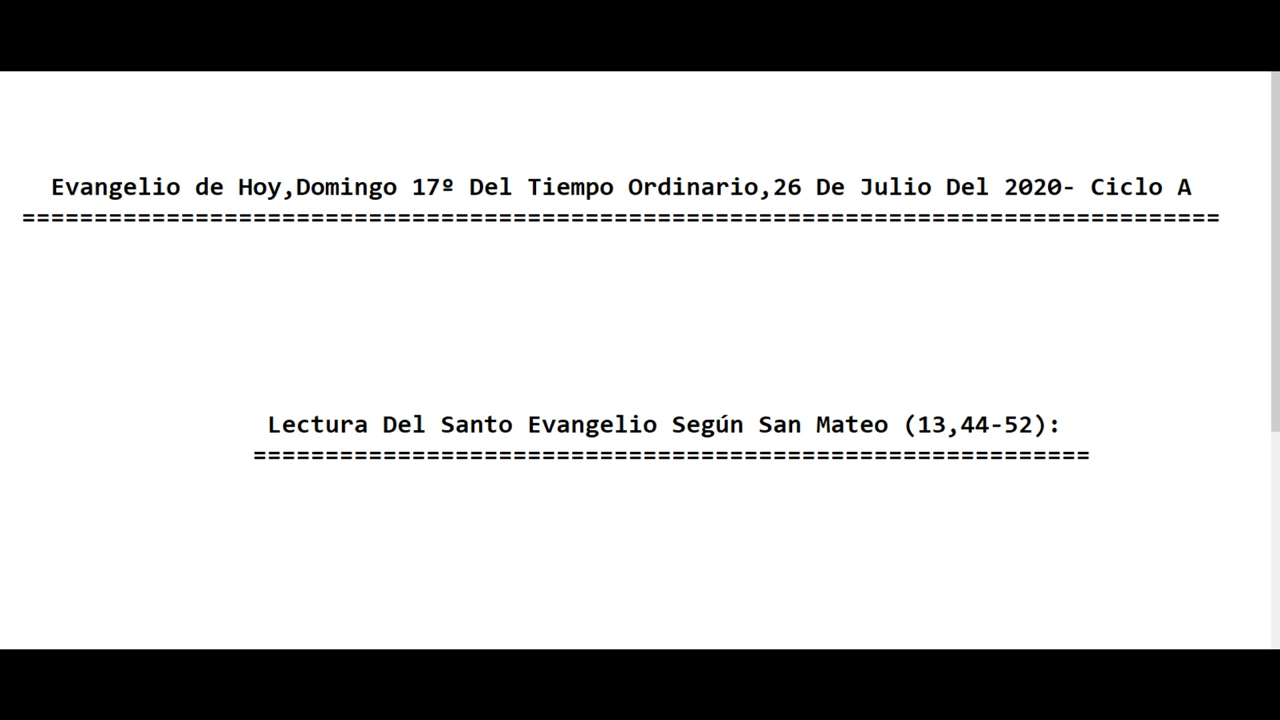 Evangelio de Hoy,Domingo 17º Del Tiempo Ordinario,26 De Julio Del 2020- Ciclo A
===================================================================================
Lectura Del Santo Evangelio Según San Mateo (13,44-52):
==========================================================